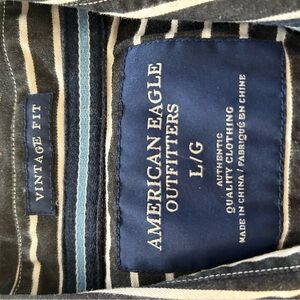 VINTAGE FIT
AMERICAN EAGLE
OUTFITTERS
L/G
AUTHENTIC
QUALITY CLOTHING
MADE IN CHINA / FABRIQUÉ EN CHINE